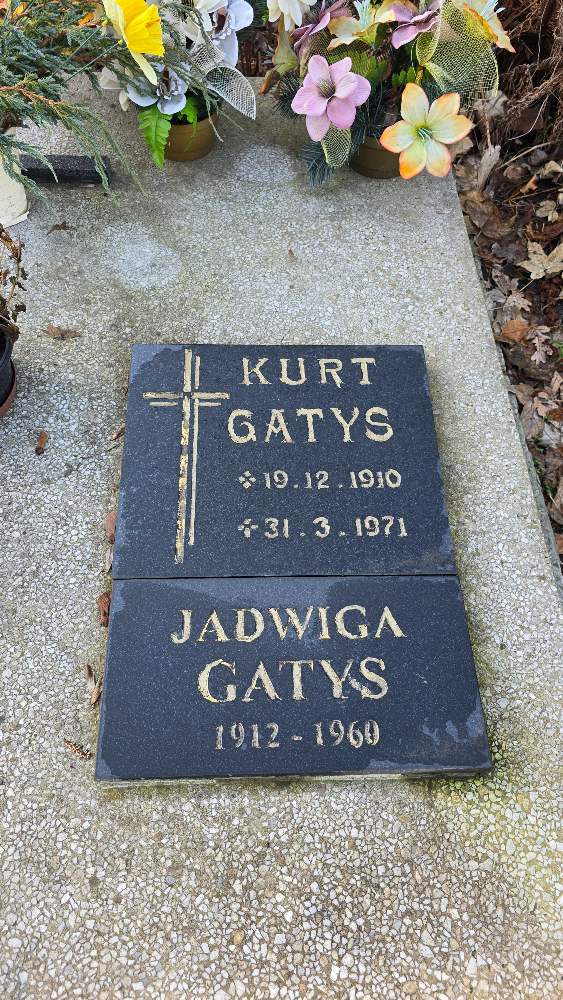 KURT
GATYS
19.12.1910
31.3.1971
JADWIGA
GATYS
1912-1960